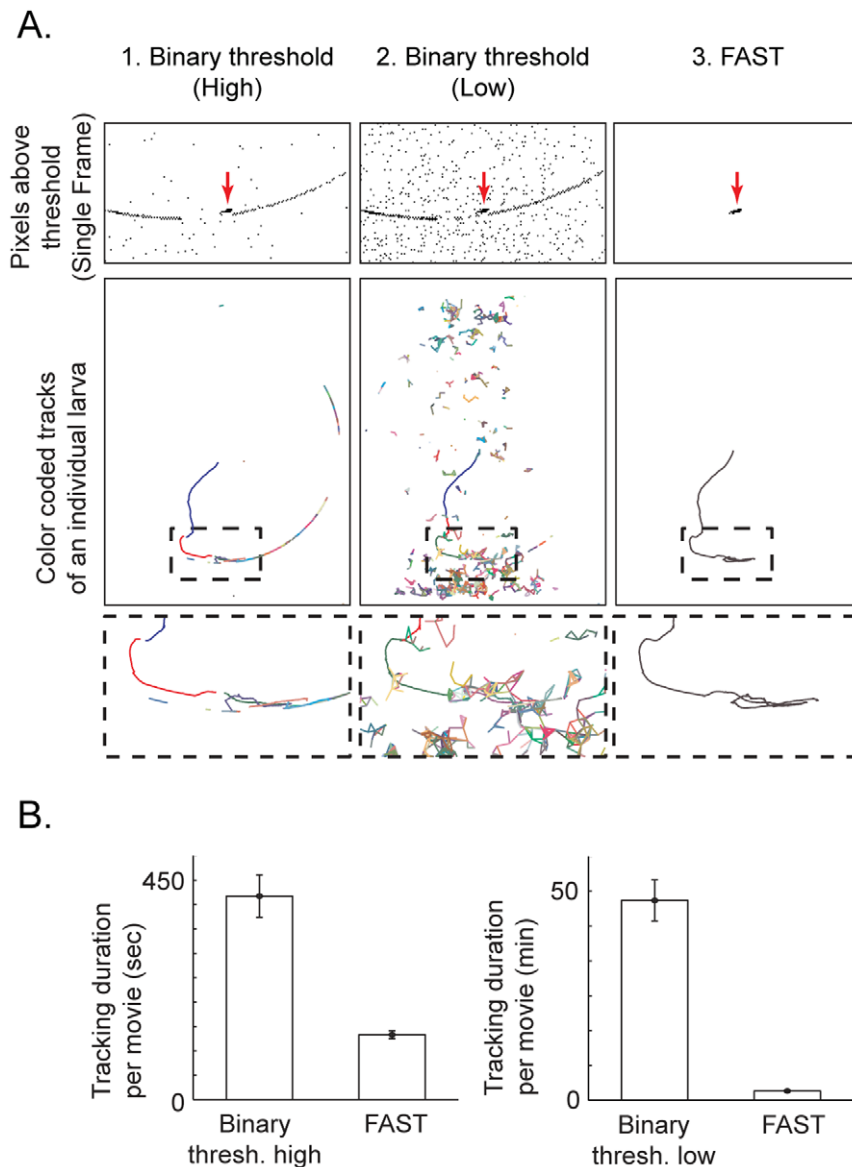 A.
1. Binary threshold
(High)
2. Binary threshold
(Low)
3. FAST
Pixels above
threshold
(Single Frame)
Color coded tracks
of an individual larva
B.
Tracking duration
per movie (sec)
450
0
Binary
thresh. high
FAST
Tracking duration
per movie (min)
50
0
Binary
thresh. low
FAST